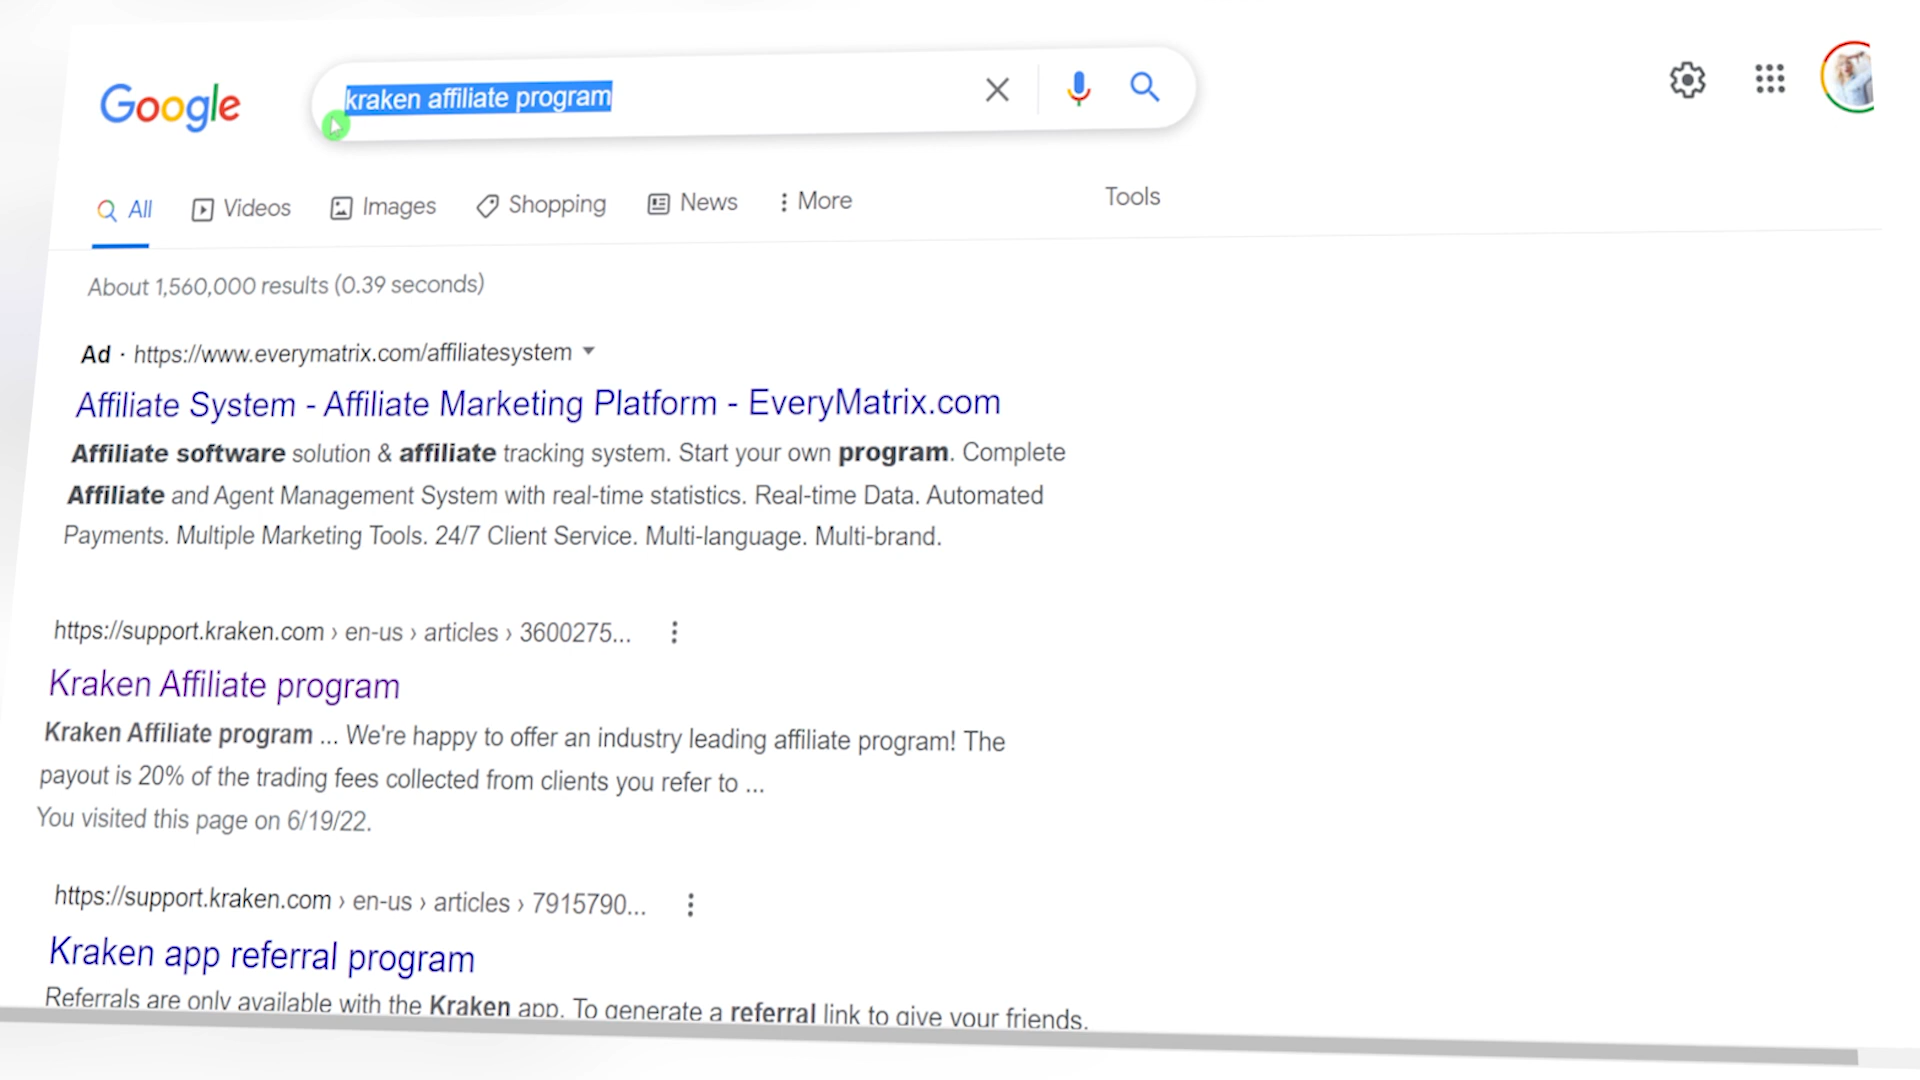 Google
kraken affiliate program
All Videos Images Shopping News More Tools
About 1,560,000 results (0.39 seconds)
Ad · https://www.everymatrix.com/affiliatesystem
Affiliate System - Affiliate Marketing Platform - EveryMatrix.com
Affiliate software solution & affiliate tracking system. Start your own program. Complete
Affiliate and Agent Management System with real-time statistics. Real-time Data. Automated
Payments. Multiple Marketing Tools. 24/7 Client Service. Multi-language. Multi-brand.
https://support.kraken.com › en-us › articles › 3600275...
Kraken Affiliate program
Kraken Affiliate program ... We're happy to offer an industry leading affiliate program! The
payout is 20% of the trading fees collected from clients you refer to ...
You visited this page on 6/19/22.
https://support.kraken.com › en-us › articles › 7915790...
Kraken app referral program
Referrals are only available with the Kraken app. To generate a referral link to give your friends.